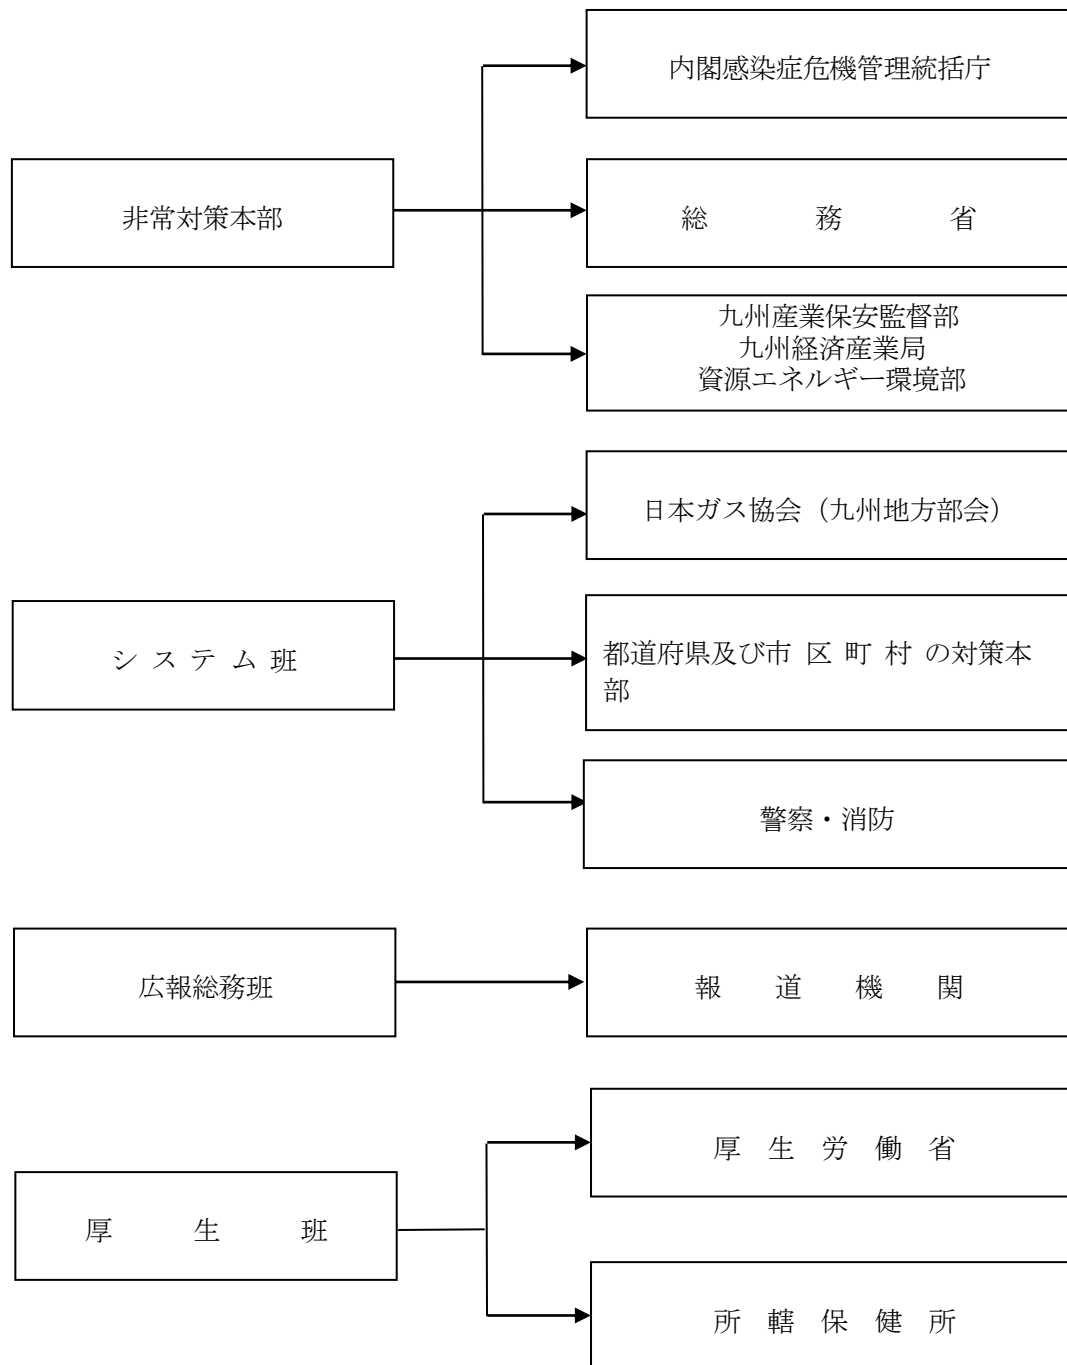 内閣感染症危機管理統括庁
非常対策本部
総務省
九州産業保安監督部
九州経済産業局
資源エネルギー環境部
日本ガス協会（九州地方部会）
システム班
都道府県及び市区町村の対策本
部
警察・消防
広報総務班
報道機関
厚生労働省
厚生班
所轄保健所